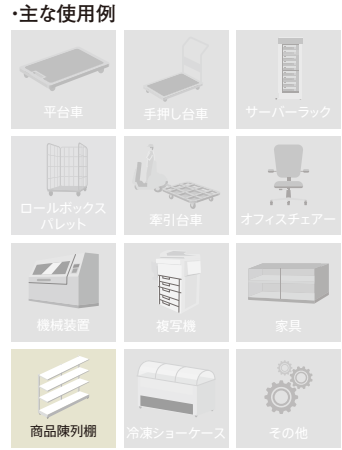 ・主な使用例
平台車
手押し台車
サーバーラック
ロールボックス
パレット
牽引台車
オフィスチェアー
機械装置
複写機
家具
商品陳列棚
冷凍ショーケース
その他